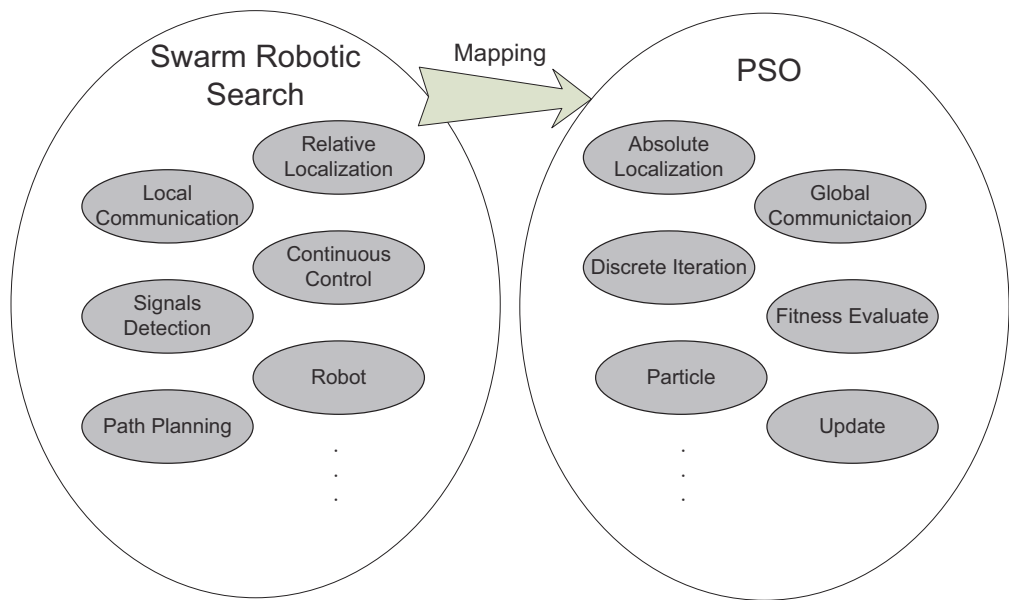 Swarm Robotic
Search
Mapping
PSO
Relative
Localization
Local
Communication
Continuous
Control
Signals
Detection
Robot
Path Planning
Absolute
Localization
Global
Communictaion
Discrete Iteration
Fitness Evaluate
Particle
Update